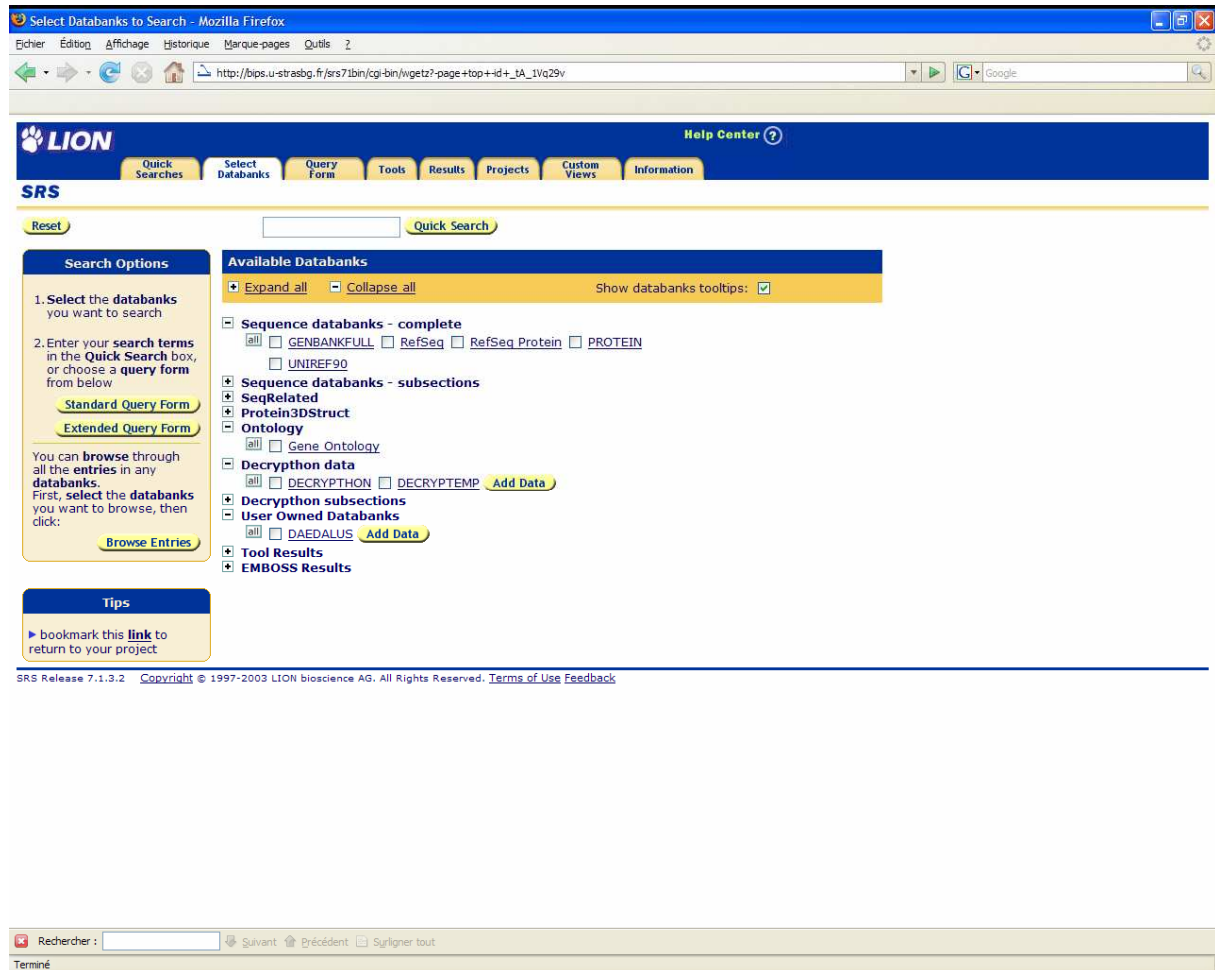 Select Databanks to Search - Mozilla Firefox
Fichier Édition Affichage Historique Marque-pages Outils ?
http://bips.u-strasbg.fr/srs71bin/cgi-bin/wgetz?-page+top+-id+_tA_1Vq29v
G Google
LION
Help Center ?
Quick Searches Select Databanks Query Form Tools Results Projects Custom Views Information
SRS
Reset Quick Search
Search Options
1. Select the databanks
you want to search
2. Enter your search terms
in the Quick Search box,
or choose a query form
from below
Standard Query Form
Extended Query Form
You can browse through
all the entries in any
databanks.
First, select the databanks
you want to browse, then
click:
Browse Entries
Tips
bookmark this link to
return to your project
Available Databanks
Expand all Collapse all Show databanks tooltips:
Sequence databanks - complete
all GENBANKFULL RefSeq RefSeq Protein PROTEIN
UNIREF90
Sequence databanks - subsections
SeqRelated
Protein3DStruct
Ontology
all Gene Ontology
Decrypthon data
all DECRYPTHON DECRYPTEMP Add Data
Decrypthon subsections
User Owned Databanks
all DAEDALUS Add Data
Tool Results
EMBOSS Results
SRS Release 7.1.3.2 Copyright © 1997-2003 LION bioscience AG. All Rights Reserved. Terms of Use Feedback
Rechercher : Suivant Précédent Surligner tout
Terminé